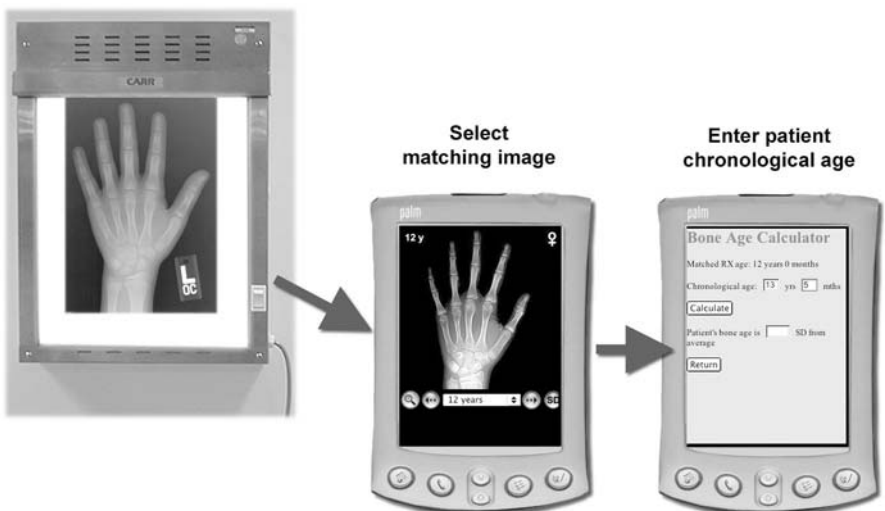 CARR
L
OC
Select
matching image
palm
12 y
♀
12 years
SD
Enter patient
chronological age
palm
Bone Age Calculator
Matched RX age: 12 years 0 months
Chronological age: 13 yrs 5 mths
Calculate
Patient's bone age is SD from
average
Return